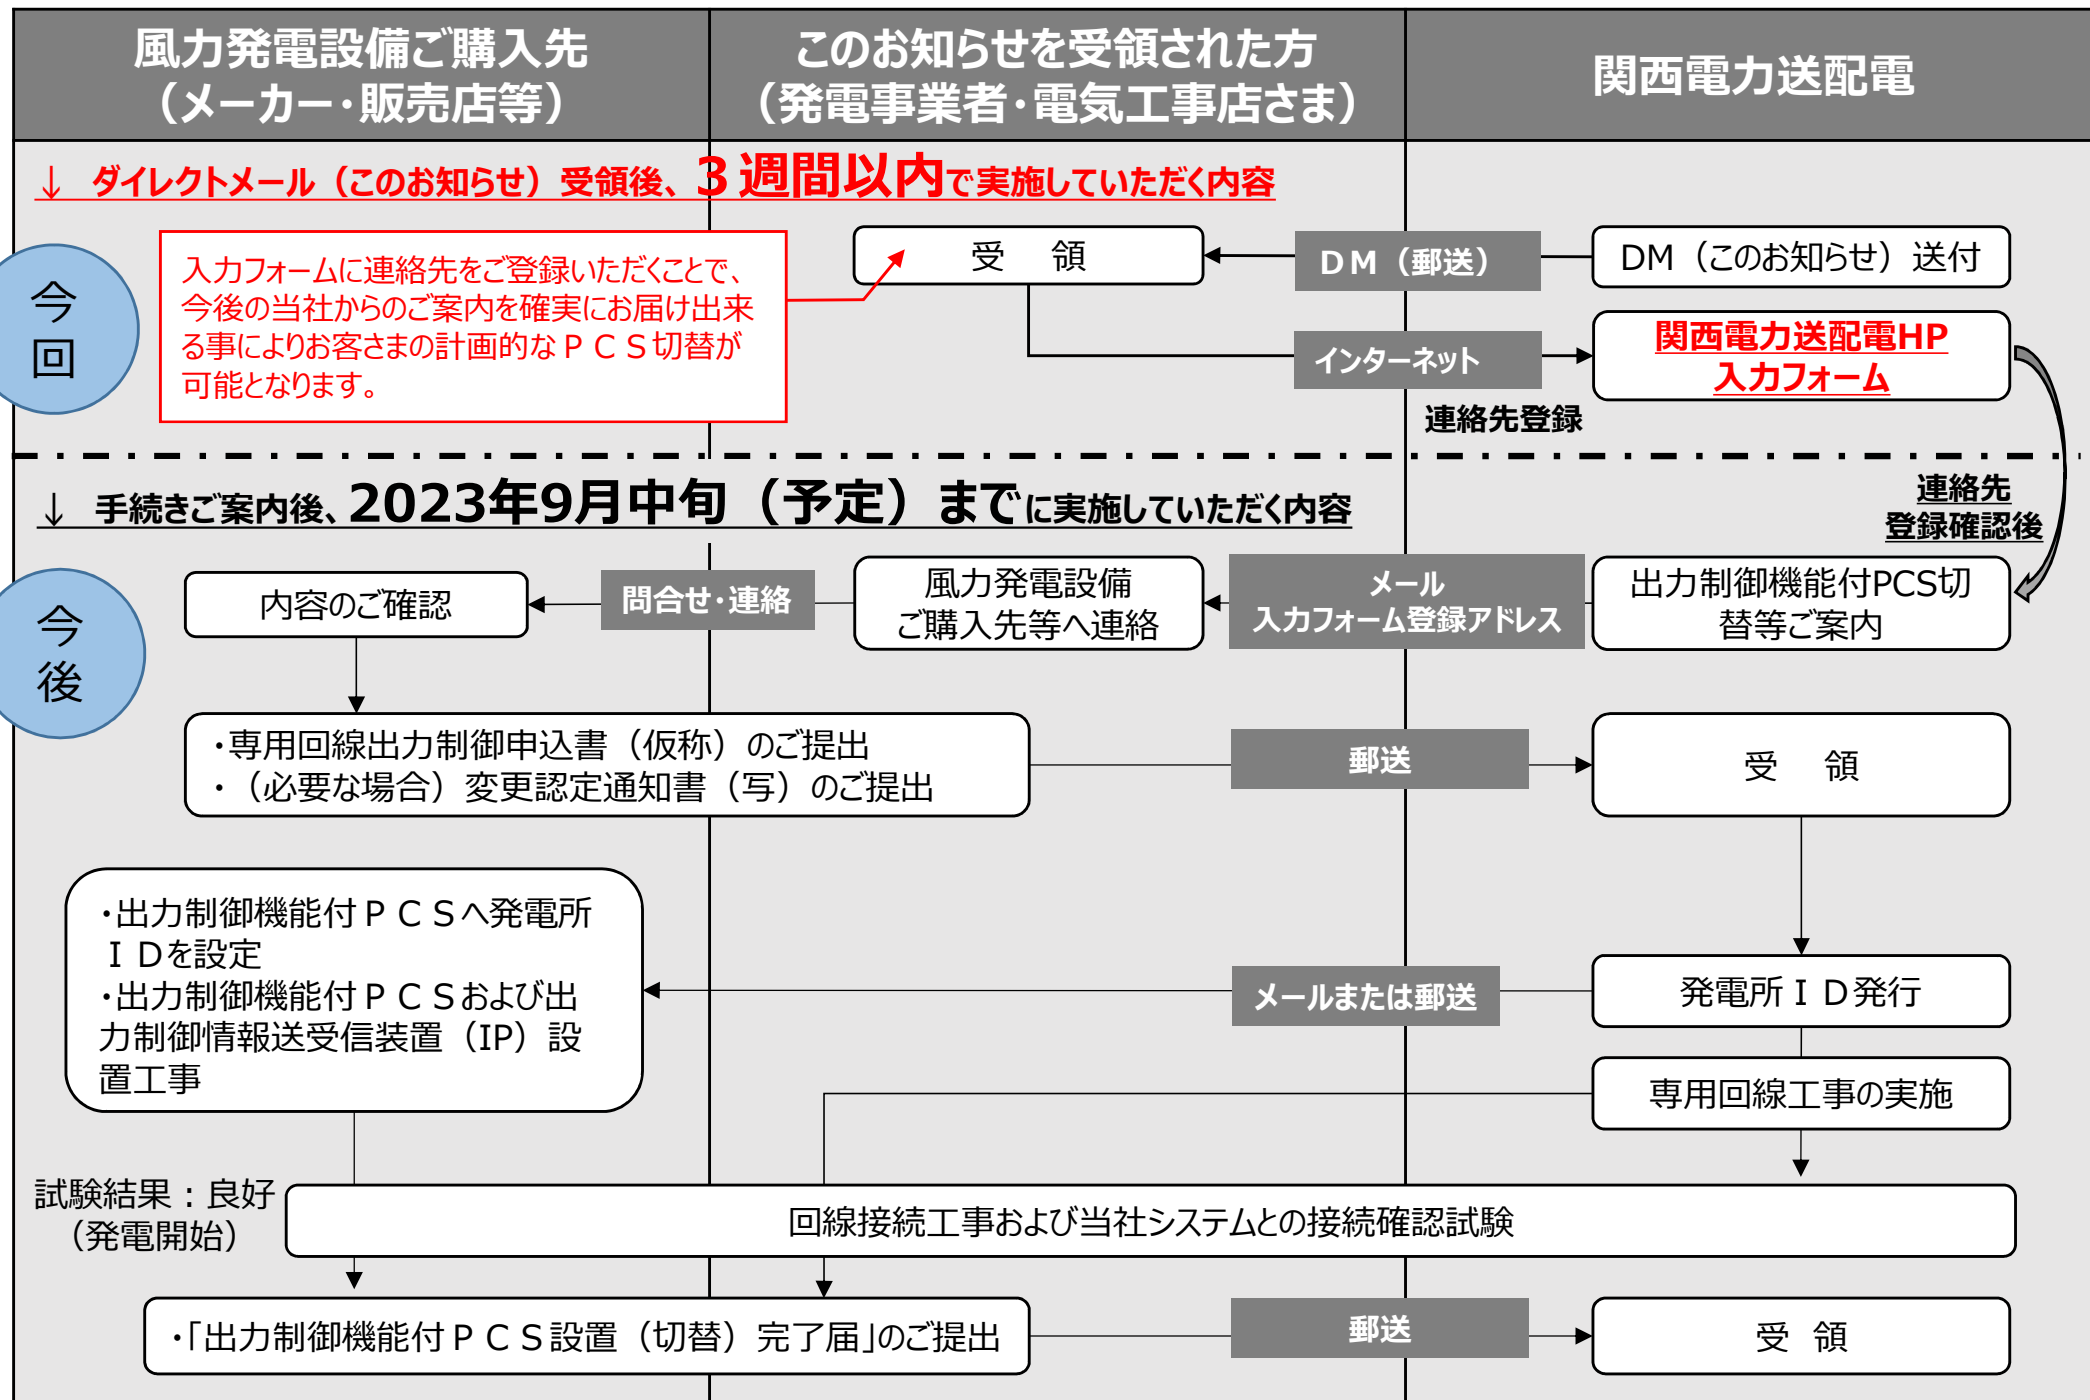 風力発電設備ご購入先
（メーカー・販売店等）
このお知らせを受領された方
（発電事業者・電気工事店さま）
関西電力送配電
↓ ダイレクトメール（このお知らせ）受領後、３週間以内で実施していただく内容
今
回
入力フォームに連絡先をご登録いただくことで、
今後の当社からのご案内を確実にお届け出来
る事によりお客さまの計画的なＰＣＳ切替が
可能となります。
受　領
ＤＭ（郵送）
DM（このお知らせ）送付
インターネット
関西電力送配電HP
入力フォーム
連絡先登録
↓ 手続きご案内後、2023年9月中旬（予定）までに実施していただく内容
連絡先
登録確認後
今
後
内容のご確認
問合せ・連絡
風力発電設備
ご購入先等へ連絡
メール
入力フォーム登録アドレス
出力制御機能付PCS切
替等ご案内
・専用回線出力制御申込書（仮称）のご提出
・（必要な場合）変更認定通知書（写）のご提出
郵送
受　領
・出力制御機能付ＰＣＳへ発電所
ＩＤを設定
・出力制御機能付ＰＣＳおよび出
力制御情報送受信装置（IP）設
置工事
メールまたは郵送
発電所ＩＤ発行
専用回線工事の実施
試験結果：良好
（発電開始）
回線接続工事および当社システムとの接続確認試験
・「出力制御機能付ＰＣＳ設置（切替）完了届」のご提出
郵送
受 領